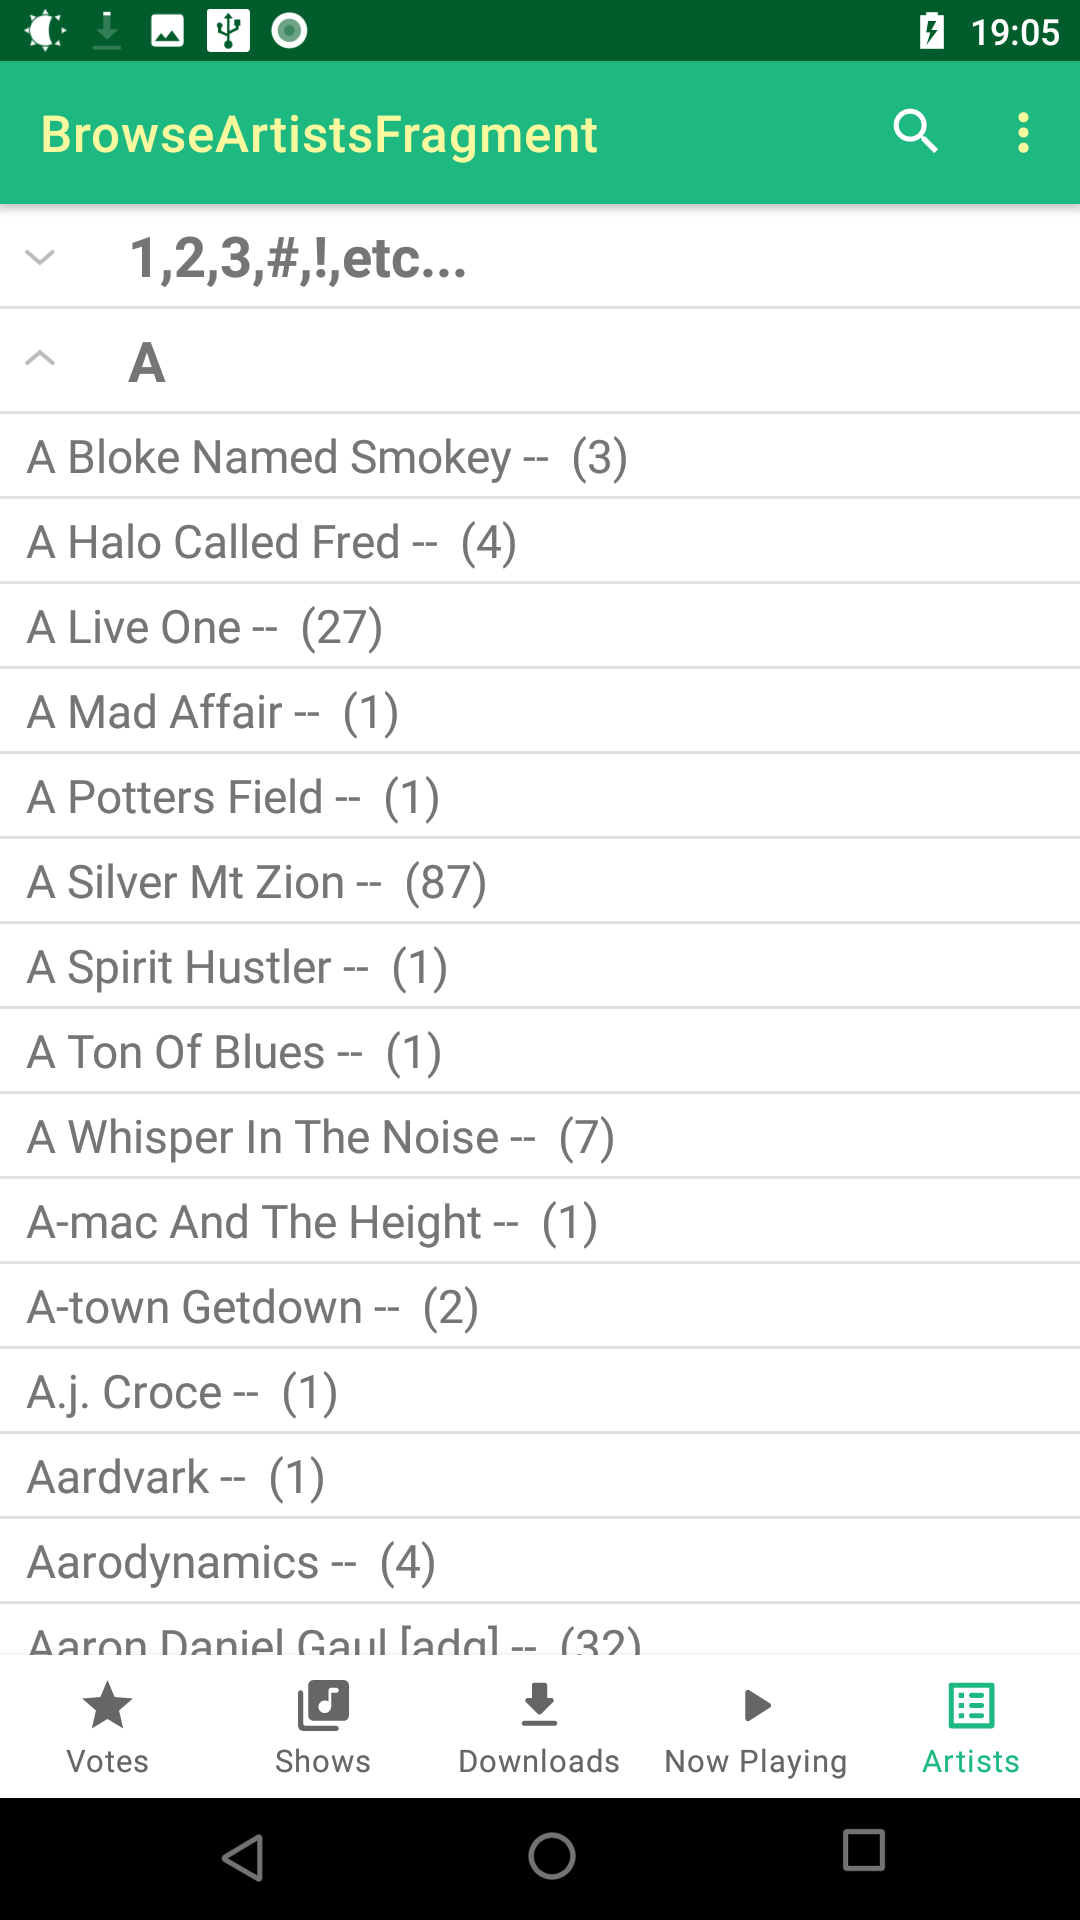 19:05
BrowseArtistsFragment
1,2,3,#,!,etc...
A
A Bloke Named Smokey --  (3)
A Halo Called Fred --  (4)
A Live One --  (27)
A Mad Affair --  (1)
A Potters Field --  (1)
A Silver Mt Zion --  (87)
A Spirit Hustler --  (1)
A Ton Of Blues --  (1)
A Whisper In The Noise --  (7)
A-mac And The Height --  (1)
A-town Getdown --  (2)
A.j. Croce --  (1)
Aardvark --  (1)
Aarodynamics --  (4)
Aaron Daniel Gaul [adg] --  (32)
Votes
Shows
Downloads
Now Playing
Artists